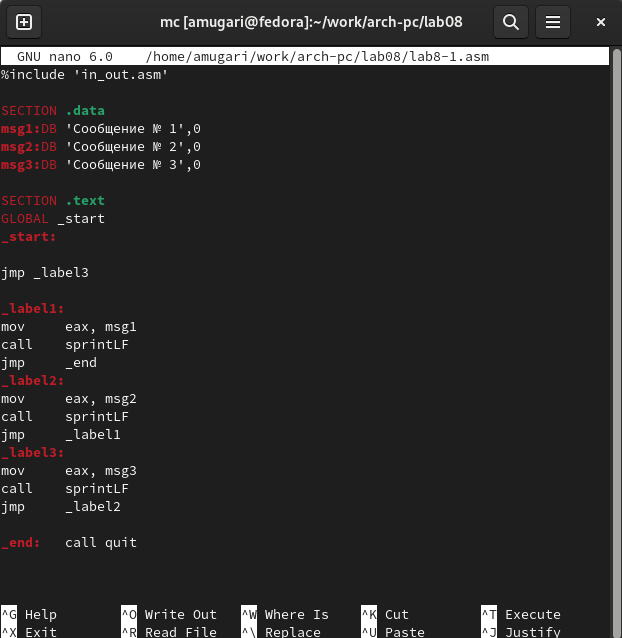 mc [amugari@fedora]:~/work/arch-pc/lab08
GNU nano 6.0 /home/amugari/work/arch-pc/lab08/lab8-1.asm
%include 'in_out.asm'
SECTION .data
msg1:DB 'Сообщение № 1',0
msg2:DB 'Сообщение № 2',0
msg3:DB 'Сообщение № 3',0
SECTION .text
GLOBAL _start
_start:
jmp _label3
_label1:
mov eax, msg1
call sprintLF
jmp _end
_label2:
mov eax, msg2
call sprintLF
jmp _label1
_label3:
mov eax, msg3
call sprintLF
jmp _label2
_end: call quit
^G Help ^O Write Out ^W Where Is ^K Cut ^T Execute
^X Exit ^R Read File ^\ Replace ^U Paste ^J Justify